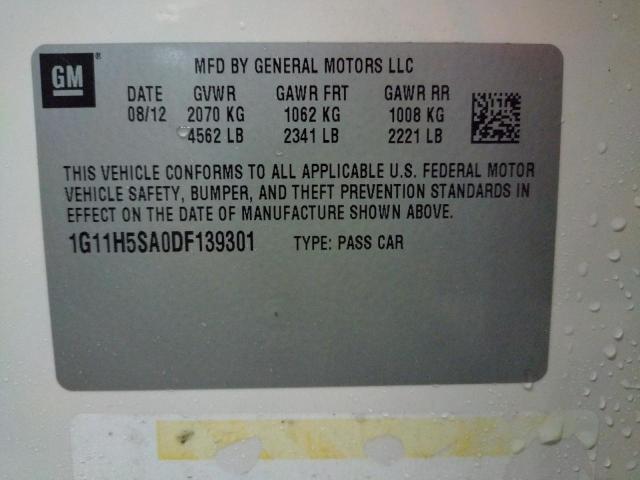 GM ®
MFD BY GENERAL MOTORS LLC
DATE GVWR GAWR FRT GAWR RR
08/12 2070 KG 1062 KG 1008 KG
4562 LB 2341 LB 2221 LB
THIS VEHICLE CONFORMS TO ALL APPLICABLE U.S. FEDERAL MOTOR
VEHICLE SAFETY, BUMPER, AND THEFT PREVENTION STANDARDS IN
EFFECT ON THE DATE OF MANUFACTURE SHOWN ABOVE.
1G11H5SA0DF139301 TYPE: PASS CAR